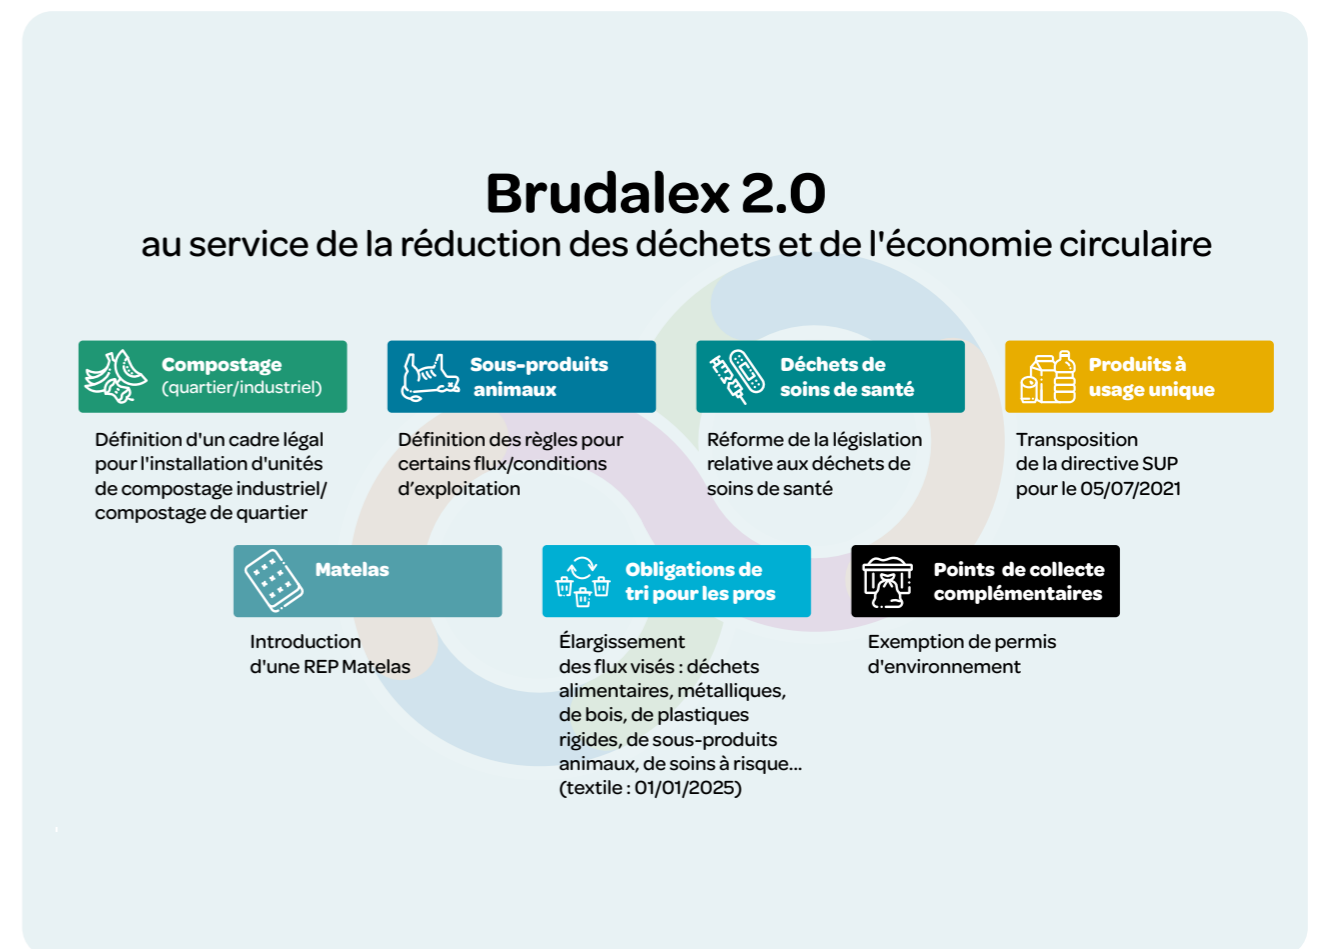 Brudalex 2.0
au service de la réduction des déchets et de l'économie circulaire
Compostage
(quartier/industriel)
Définition d'un cadre légal
pour l'installation d'unités
de compostage industriel/
compostage de quartier
Sous-produits
animaux
Définition des règles pour
certains flux/conditions
d’exploitation
Déchets de
soins de santé
Réforme de la législation
relative aux déchets de
soins de santé
Produits à
usage unique
Transposition
de la directive SUP
pour le 05/07/2021
Matelas
Introduction
d'une REP Matelas
Obligations de
tri pour les pros
Élargissement
des flux visés : déchets
alimentaires, métalliques,
de bois, de plastiques
rigides, de sous-produits
animaux, de soins à risque...
(textile : 01/01/2025)
Points de collecte
complémentaires
Exemption de permis
d'environnement